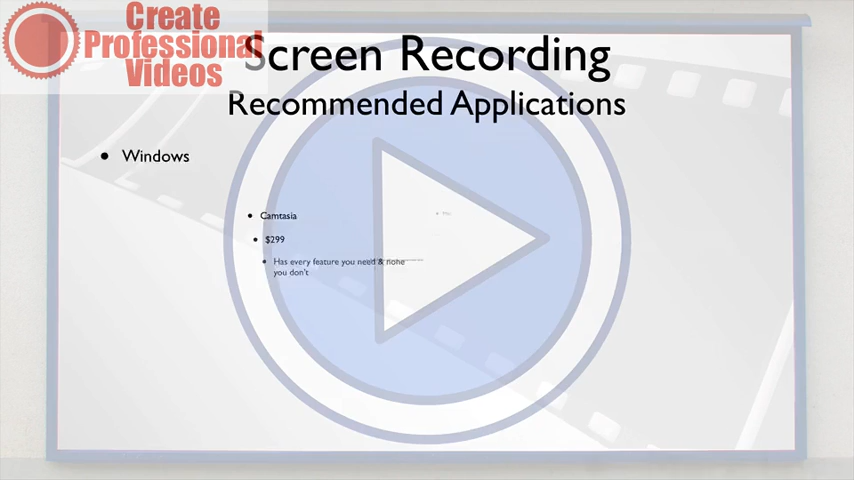 Create
Professional
Videos
Screen Recording
Recommended Applications
• Windows
• Camtasia
• $299
• Has every feature you need & none
you don't